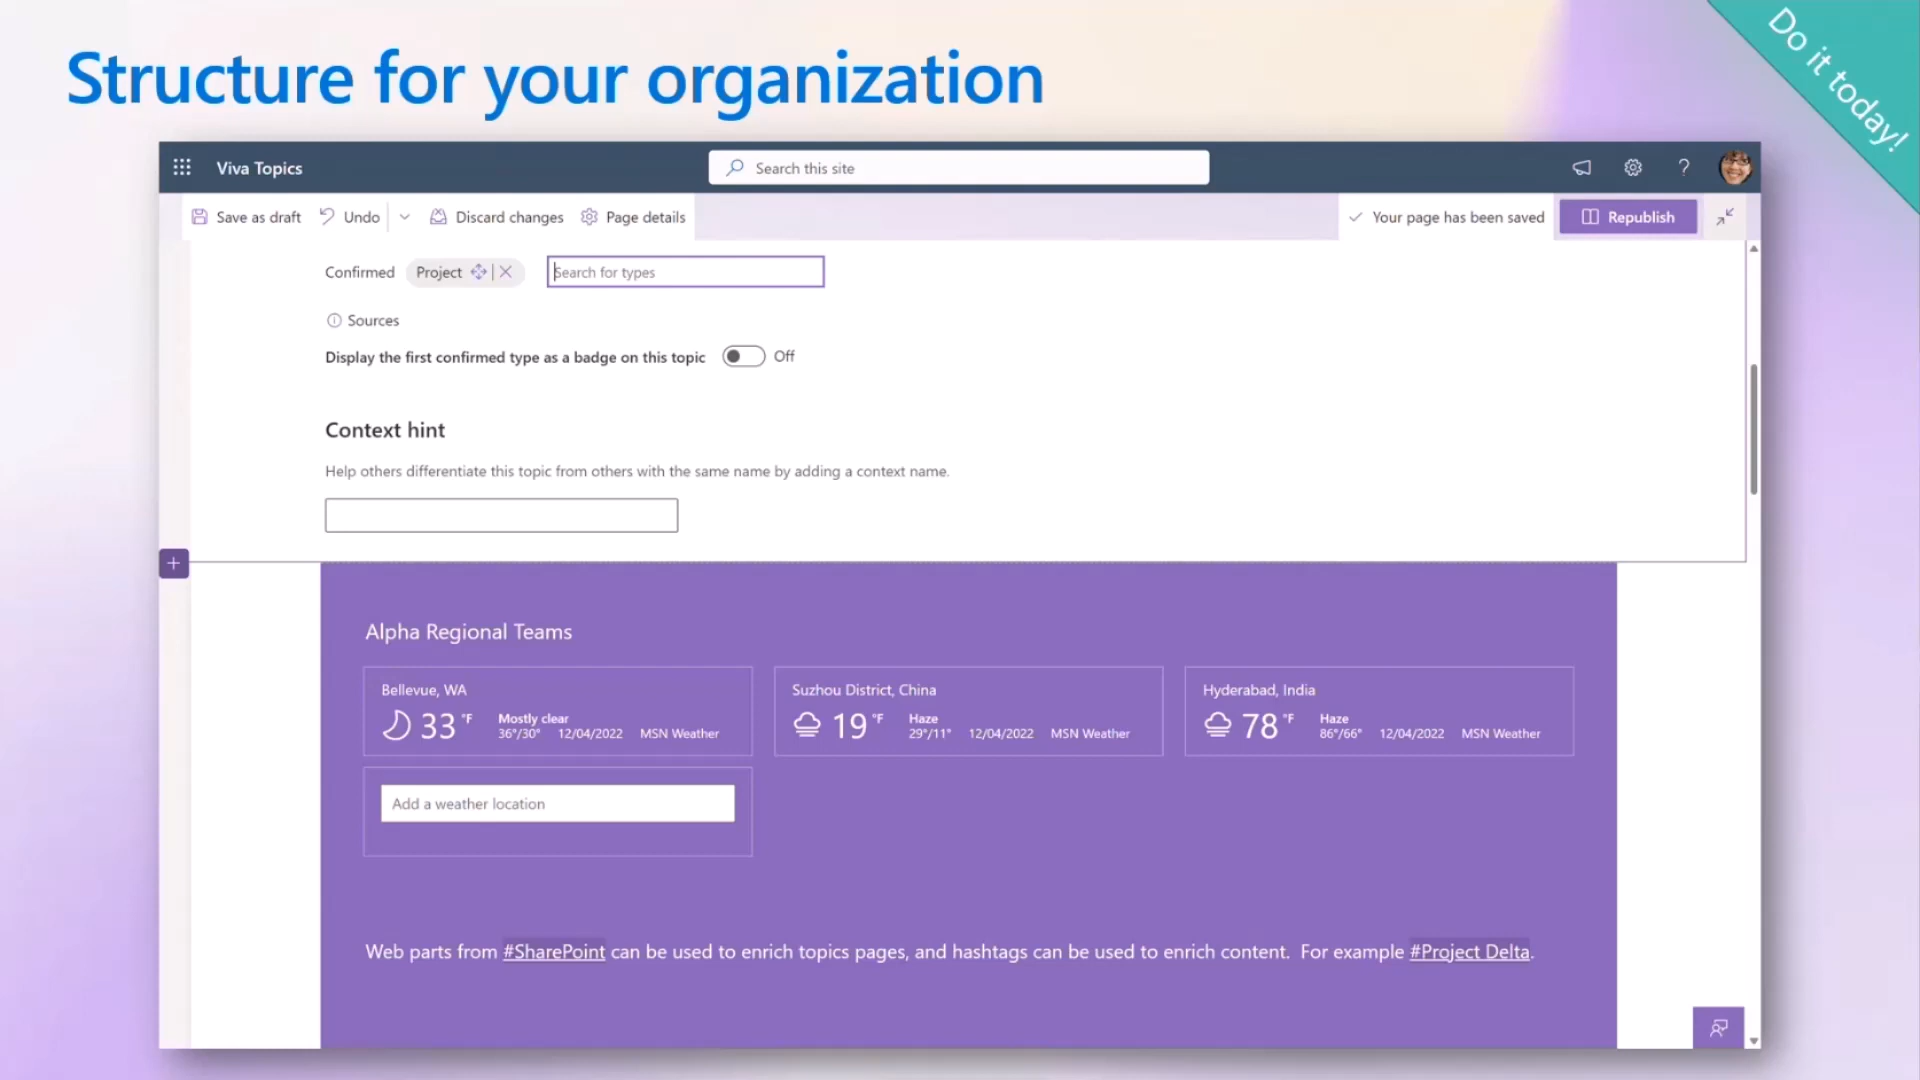 Structure for your organization
Do it today!
Viva Topics
Search this site
?
Save as draft
Undo
Discard changes
Page details
Your page has been saved
Republish
Confirmed
Project
Search for types
Sources
Display the first confirmed type as a badge on this topic
Off
Context hint
Help others differentiate this topic from others with the same name by adding a context name.
Alpha Regional Teams
Bellevue, WA
33 °F
Mostly clear
36°/30° 12/04/2022 MSN Weather
Suzhou District, China
19 °F
Haze
29°/11° 12/04/2022 MSN Weather
Hyderabad, India
78 °F
Haze
86°/66° 12/04/2022 MSN Weather
Add a weather location
Web parts from #SharePoint can be used to enrich topics pages, and hashtags can be used to enrich content. For example #Project Delta.